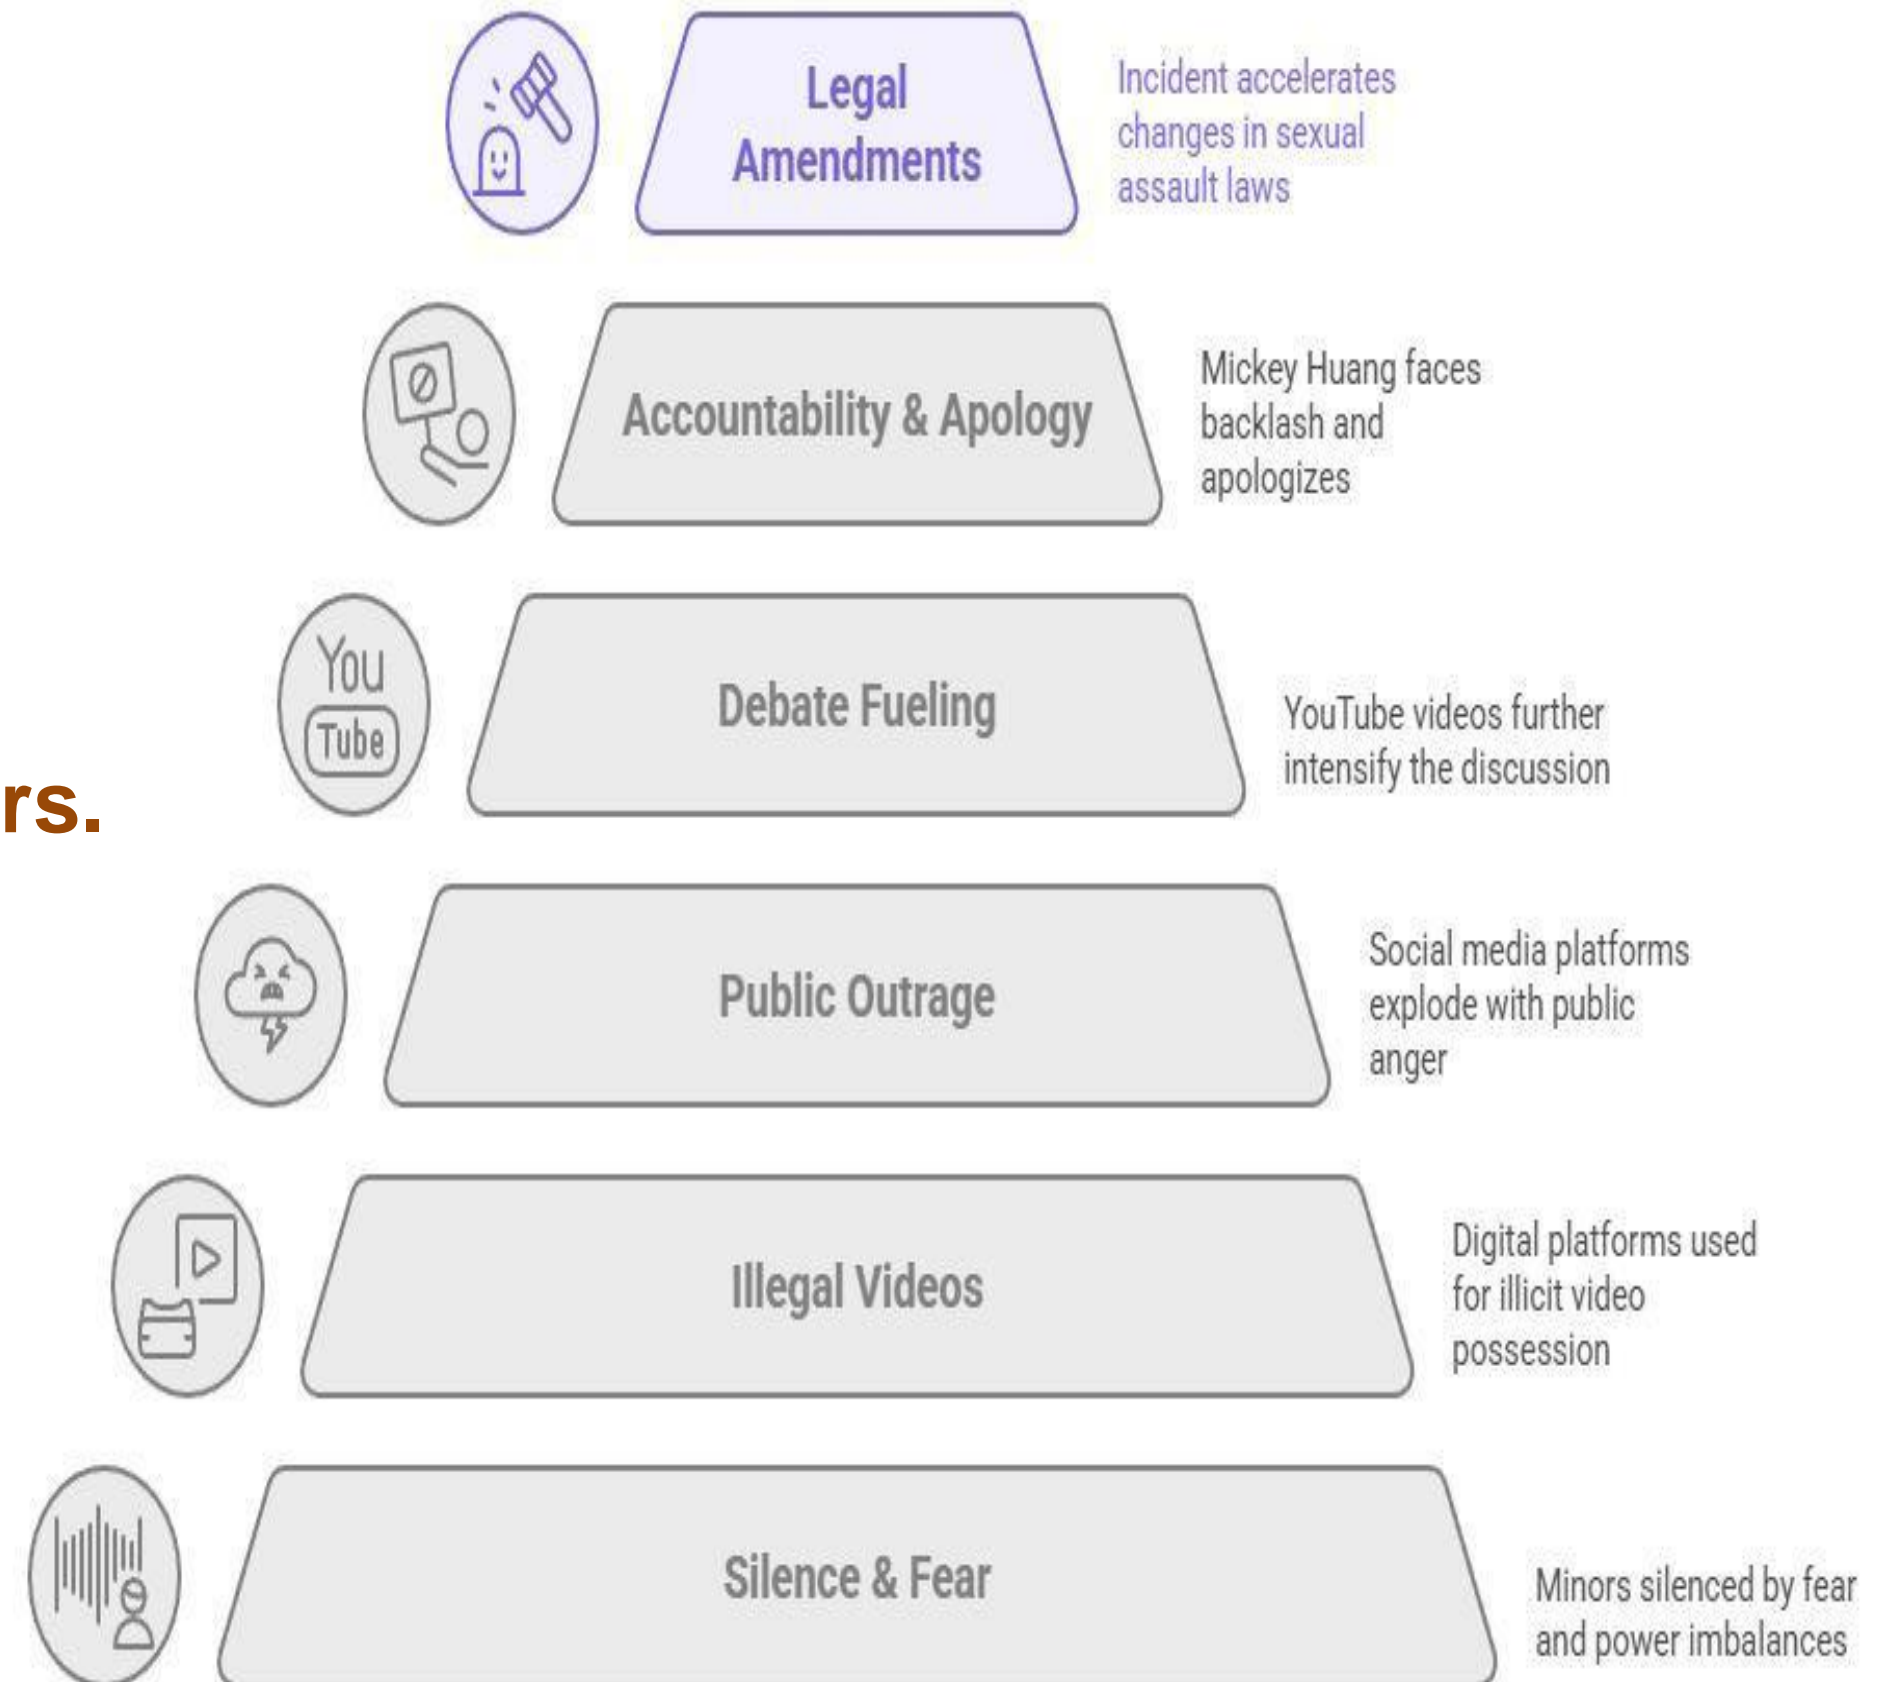 Legal
Amendments
Incident accelerates
changes in sexual
assault laws
Accountability & Apology
Mickey Huang faces
backlash and
apologizes
You
Tube
Debate Fueling
YouTube videos further
intensify the discussion
rs.
Public Outrage
Social media platforms
explode with public
anger
Illegal Videos
Digital platforms used
for illicit video
possession
Silence & Fear
Minors silenced by fear
and power imbalances